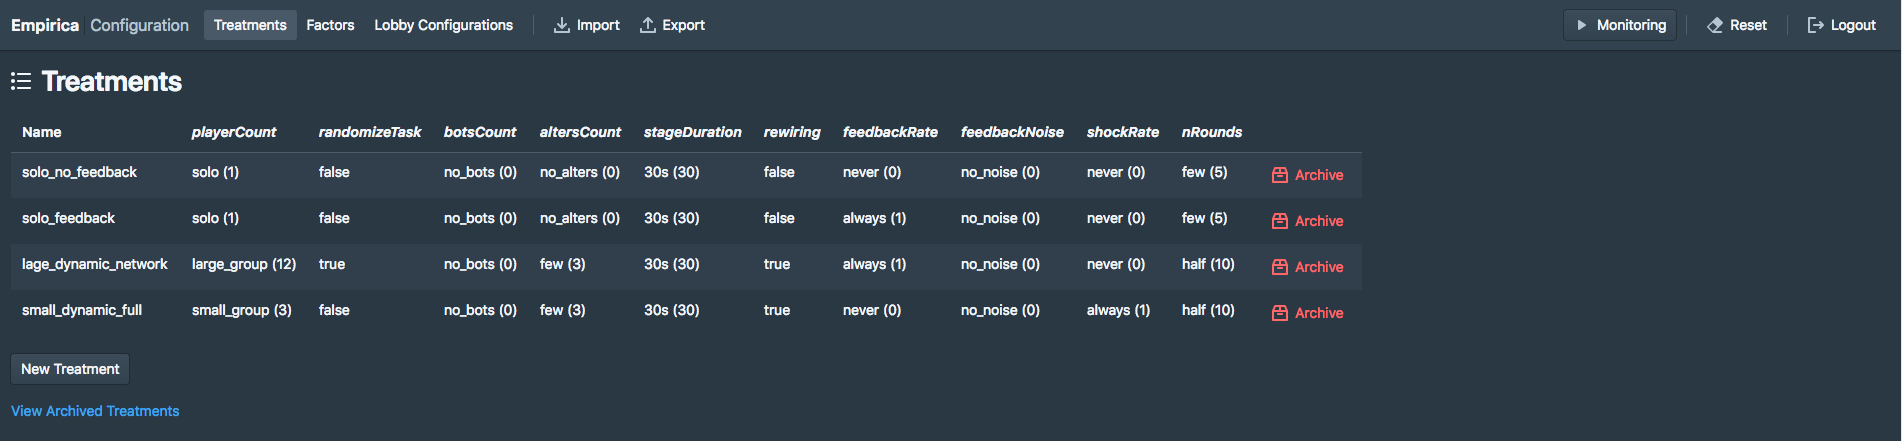 Empirica Configuration Treatments Factors Lobby Configurations Import Export Monitoring Reset Logout
Treatments
Name playerCount randomizeTask botsCount altersCount stageDuration rewiring feedbackRate feedbackNoise shockRate nRounds
solo_no_feedback solo (1) false no_bots (0) no_alters (0) 30s (30) false never (0) no_noise (0) never (0) few (5) Archive
solo_feedback solo (1) false no_bots (0) no_alters (0) 30s (30) false always (1) no_noise (0) never (0) few (5) Archive
lage_dynamic_network large_group (12) true no_bots (0) few (3) 30s (30) true always (1) no_noise (0) never (0) half (10) Archive
small_dynamic_full small_group (3) false no_bots (0) few (3) 30s (30) true never (0) no_noise (0) always (1) half (10) Archive
New Treatment
View Archived Treatments